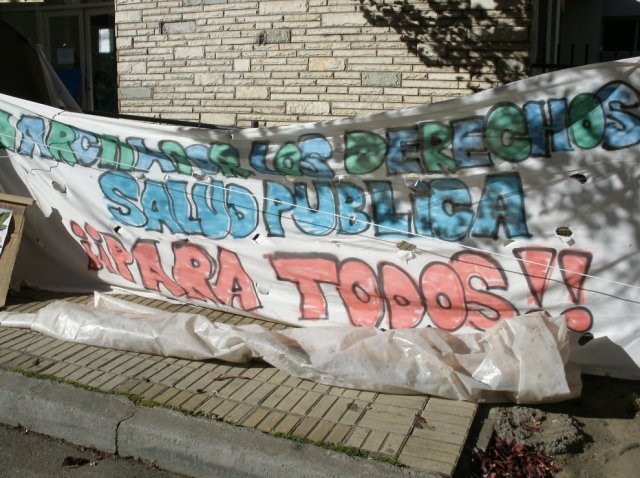 LOS DERECHOS
SALUD PUBLICA
¡¡PARA TODOS!!